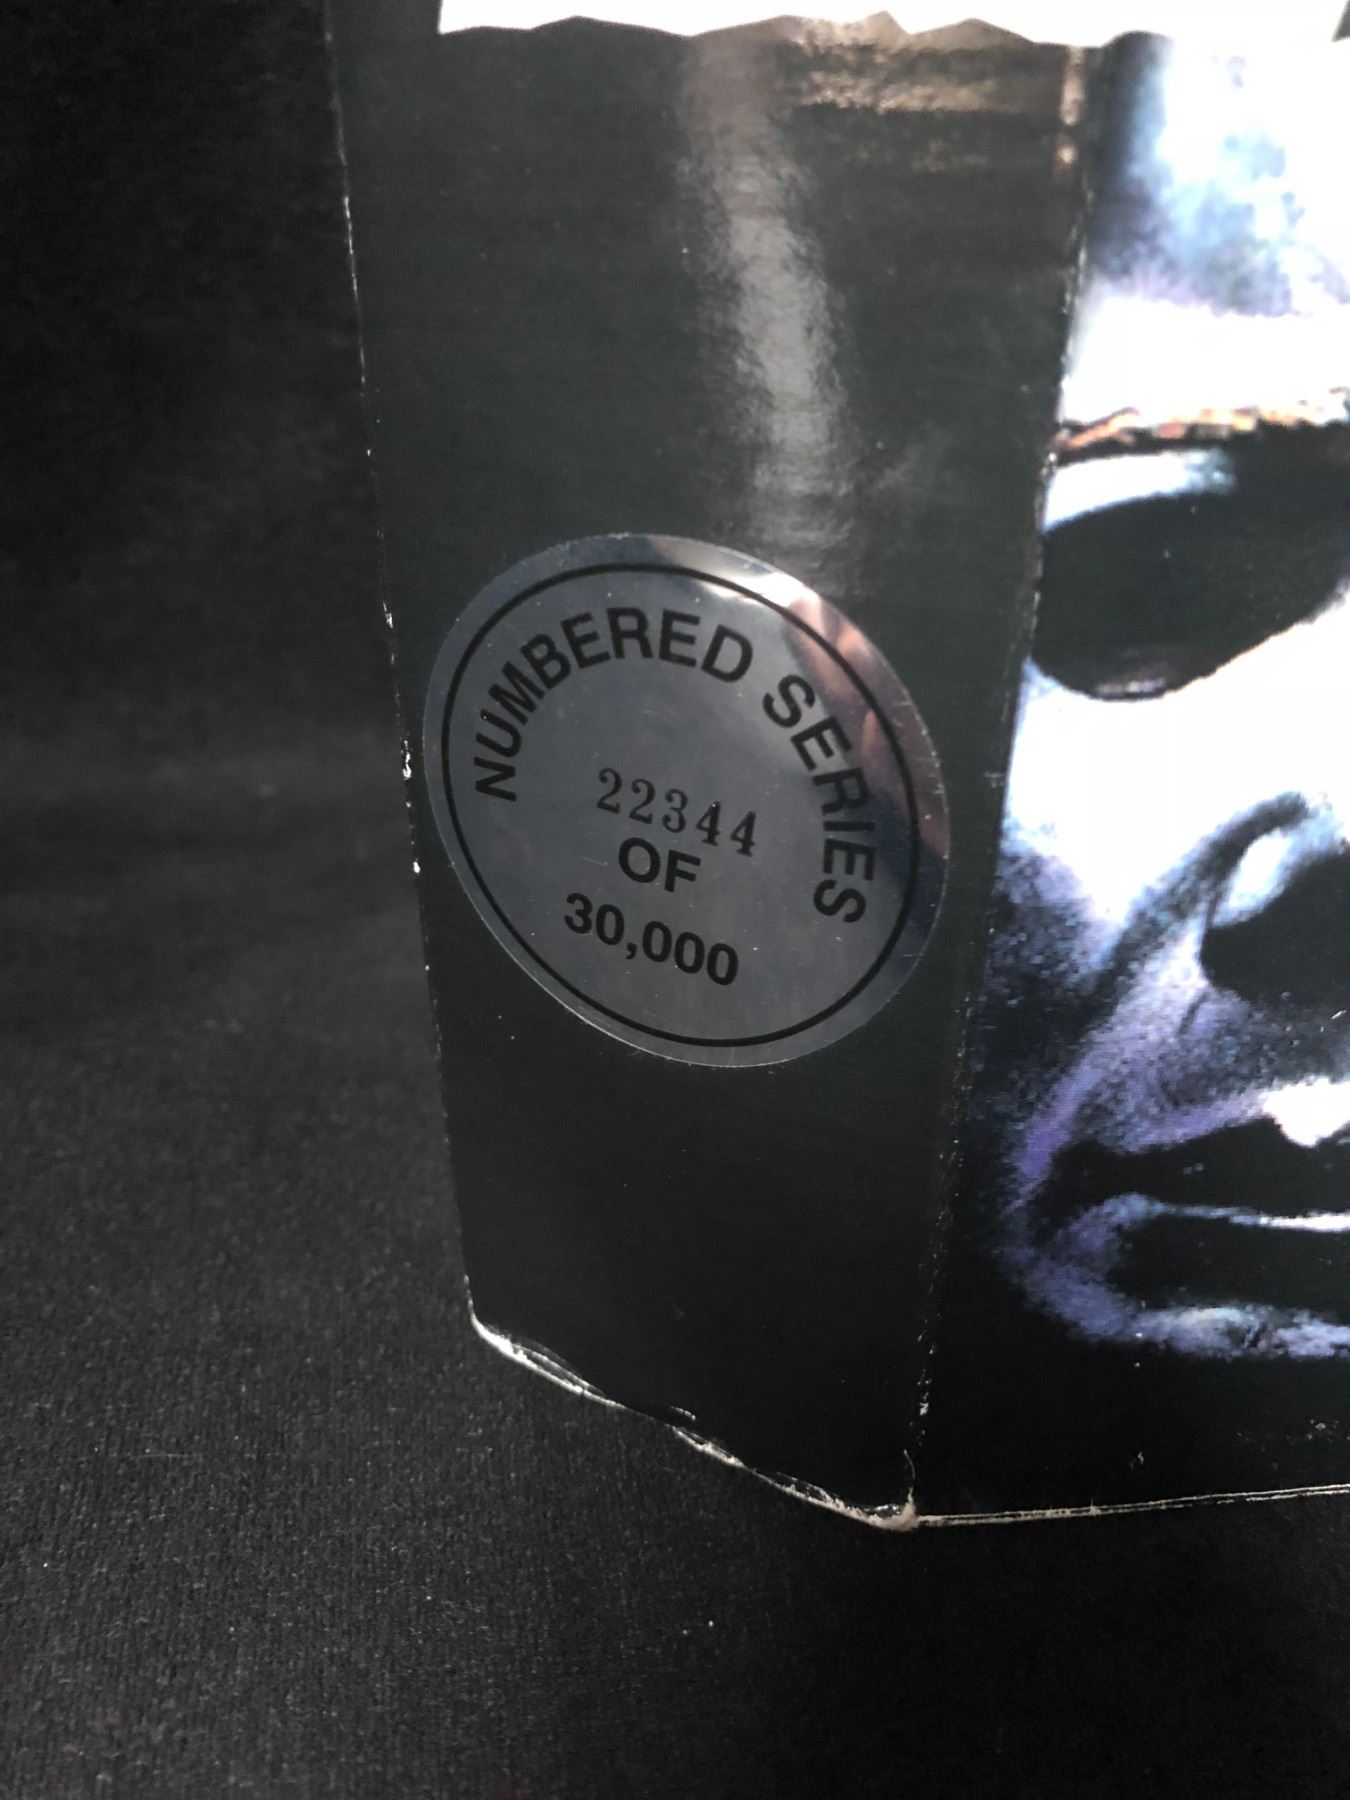 NUMBERED SERIES
22344
OF
30,000